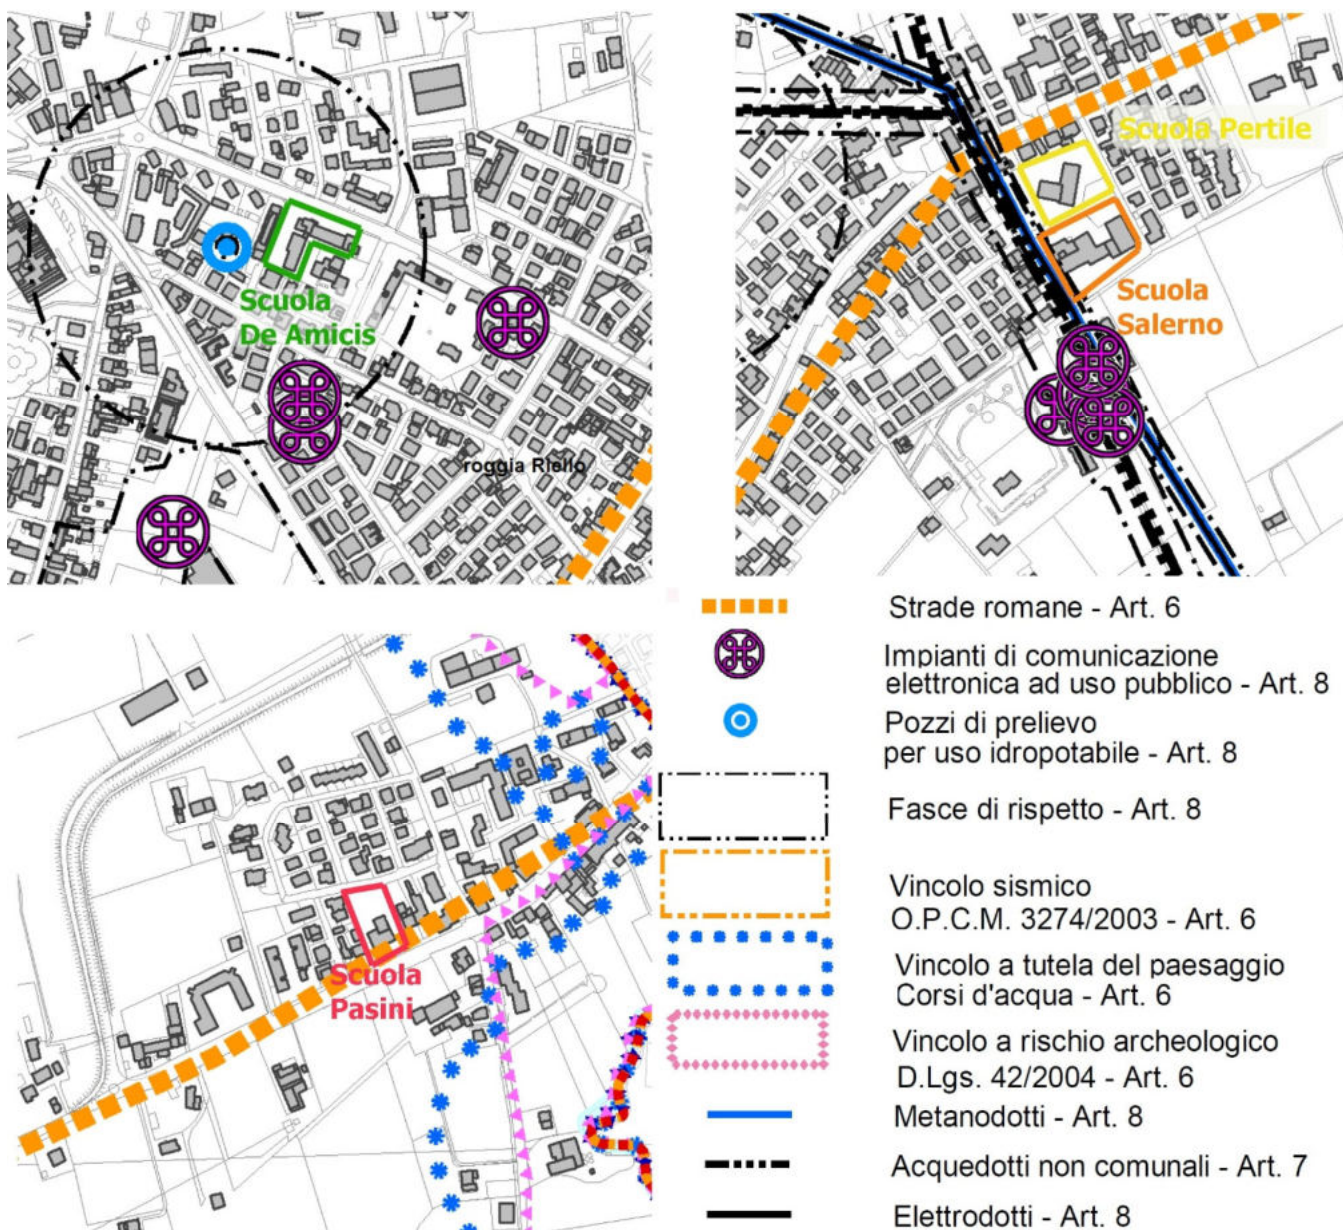 Scuola Pertile
Scuola
De Amicis
Scuola
Salerno
roggia Riello
Strade romane - Art. 6
Impianti di comunicazione
elettronica ad uso pubblico - Art. 8
Pozzi di prelievo
per uso idropotabile - Art. 8
Fasce di rispetto - Art. 8
Vincolo sismico
O.P.C.M. 3274/2003 - Art. 6
Vincolo a tutela del paesaggio
Corsi d'acqua - Art. 6
Scuola
Pasini
Vincolo a rischio archeologico
D.Lgs. 42/2004 - Art. 6
Metanodotti - Art. 8
Acquedotti non comunali - Art. 7
Elettrodotti - Art. 8